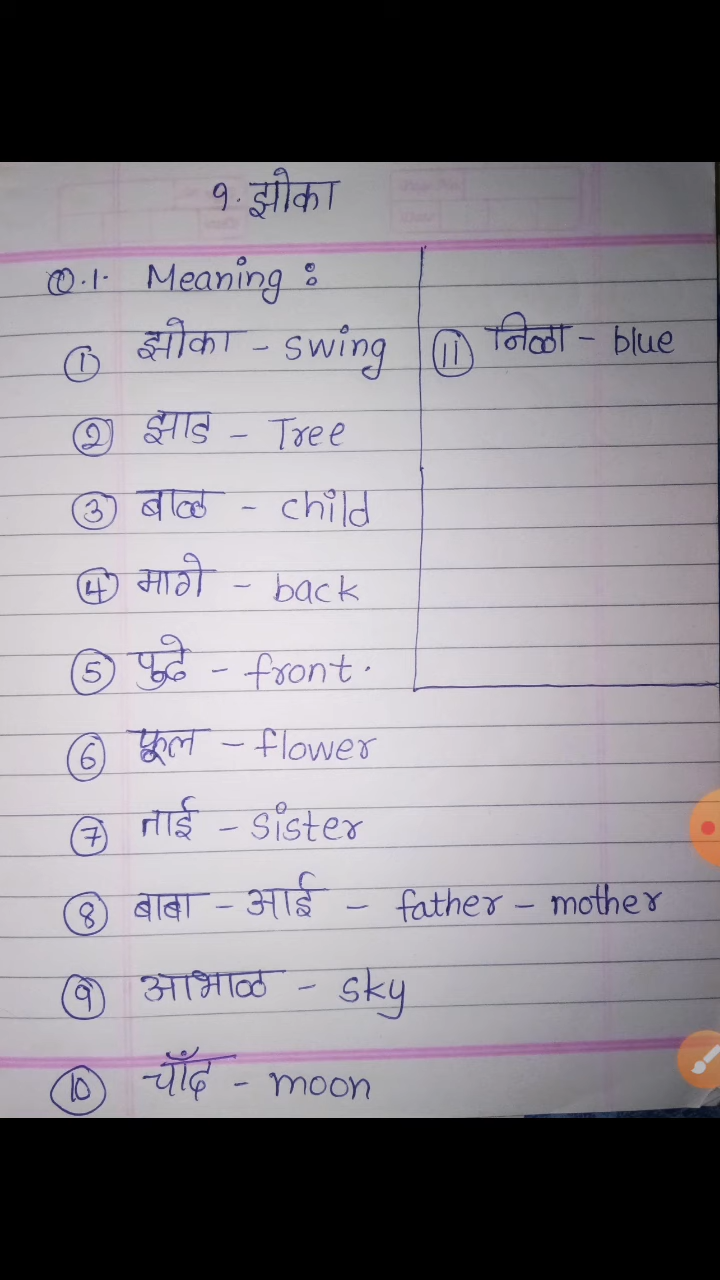 १. झोका
Q.1. Meaning :
① झोका - swing
② झाड - Tree
③ बाळ - child
④ मागे - back
⑤ पुढे - front.
⑥ फूल - flower
⑦ ताई - sister
⑧ बाबा - आई - father - mother
⑨ आभाळ - sky
⑩ चाँद - moon
⑪ निळा - blue